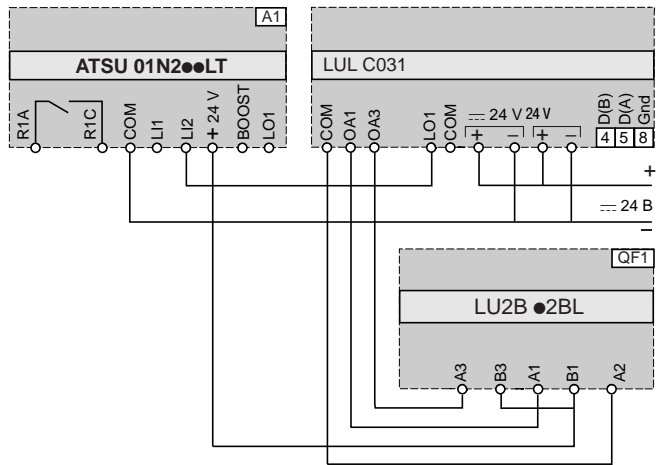 A1
ATSU 01N2●●LT
LUL C031
R1A R1C COM LI1 LI2 + 24 V BOOST LO1
COM OA1 OA3 LO1 COM ⎓ 24 V 24 V D(B) D(A) Gnd
+ − + − 4 5 8
+
⎓ 24 В
−
QF1
LU2B ●2BL
A3 B3 A1 B1 A2